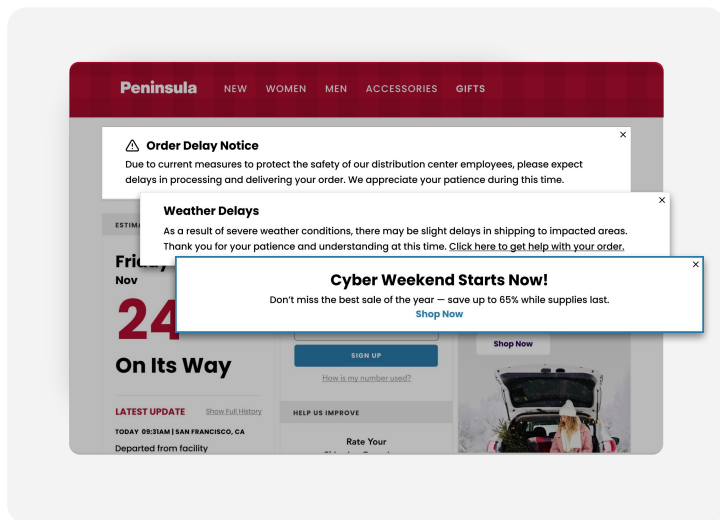 Peninsula NEW WOMEN MEN ACCESSORIES GIFTS
Order Delay Notice
Due to current measures to protect the safety of our distribution center employees, please expect
delays in processing and delivering your order. We appreciate your patience during this time.
Weather Delays
As a result of severe weather conditions, there may be slight delays in shipping to impacted areas.
Thank you for your patience and understanding at this time. Click here to get help with your order.
Cyber Weekend Starts Now!
Don't miss the best sale of the year — save up to 65% while supplies last.
Shop Now
Nov
24
On Its Way
LATEST UPDATE Show Full History
TODAY 09:31AM | SAN FRANCISCO, CA
Departed from facility
SIGN UP
How is my number used?
HELP US IMPROVE
Rate Your
Shop Now